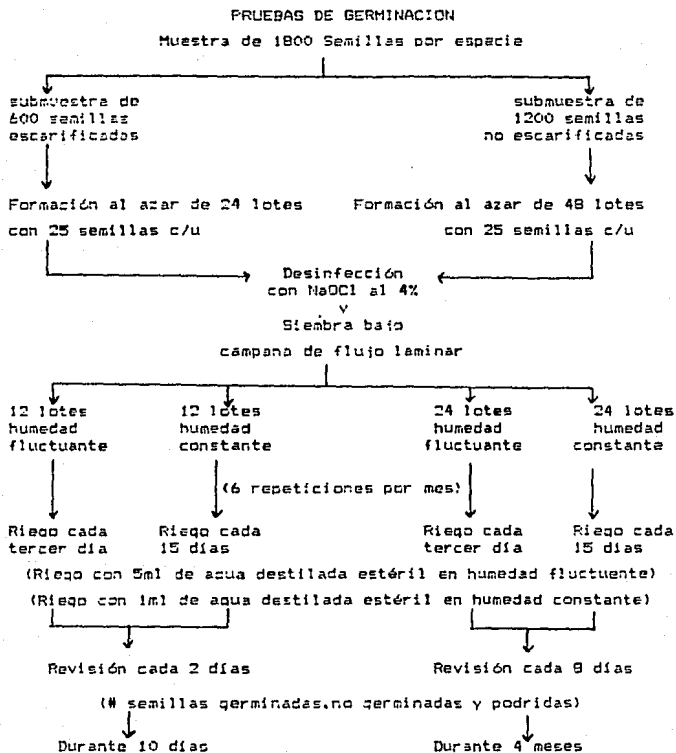 PRUEBAS DE GERMINACION
Muestra de 1800 Semillas por especie
submuestra de
600 semillas
escarificadas
submuestra de
1200 semillas
no escarificadas
Formación al azar de 24 lotes
con 25 semillas c/u
Formación al azar de 48 lotes
con 25 semillas c/u
Desinfección
con NaOCl al 4%
Siembra bajo
campana de flujo laminar
12 lotes
humedad
fluctuante
12 lotes
humedad
constante
24 lotes
humedad
fluctuante
24 lotes
humedad
constante
(6 repeticiones por mes)
Riego cada
tercer día
Riego cada
15 días
Riego cada
tercer día
Riego cada
15 días
(Riego con 5ml de agua destilada estéril en humedad fluctuente)
(Riego con 1ml de agua destilada estéril en humedad constante)
Revisión cada 2 días
Revisión cada 8 días
(# semillas germinadas,no germinadas y podridas)
Durante 10 días
Durante 4 meses